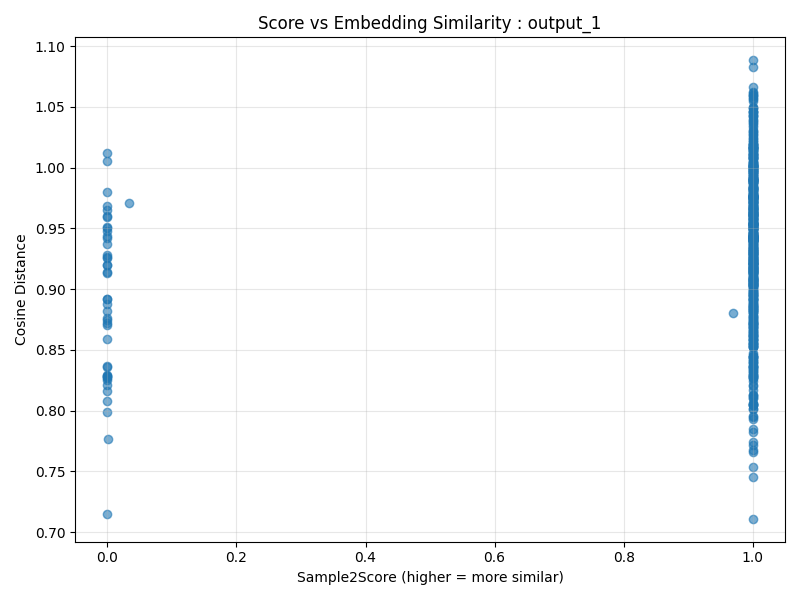 Score vs Embedding Similarity : output_1
1.10
1.05
1.00
0.95
0.90
0.85
0.80
0.75
0.70
Cosine Distance
0.0 0.2 0.4 0.6 0.8 1.0
Sample2Score (higher = more similar)